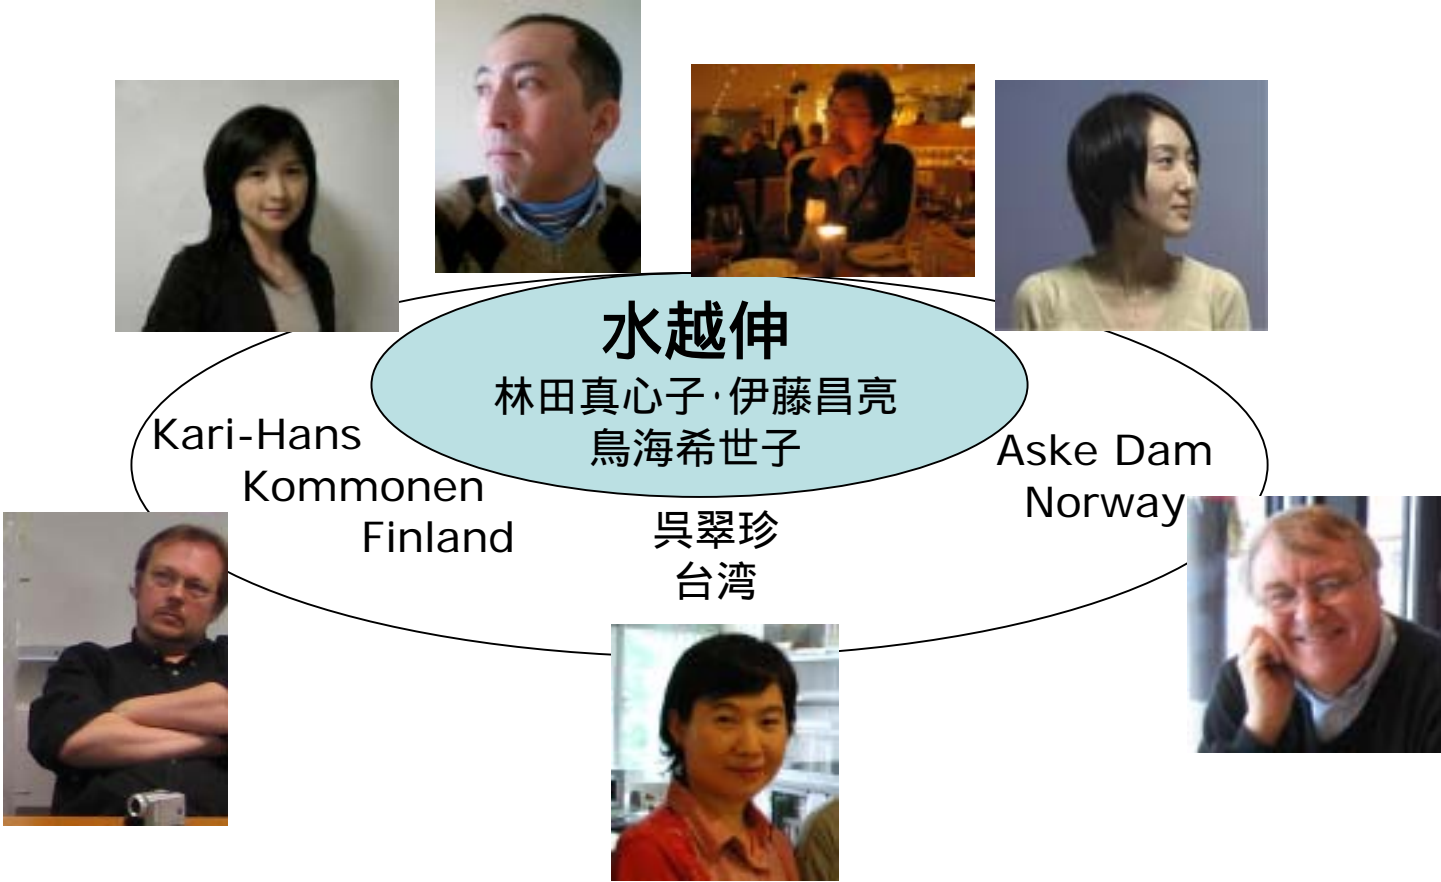 水越伸
林田真心子・伊藤昌亮
鳥海希世子
Kari-Hans
Kommonen
Finland
呉翠珍
台湾
Aske Dam
Norway